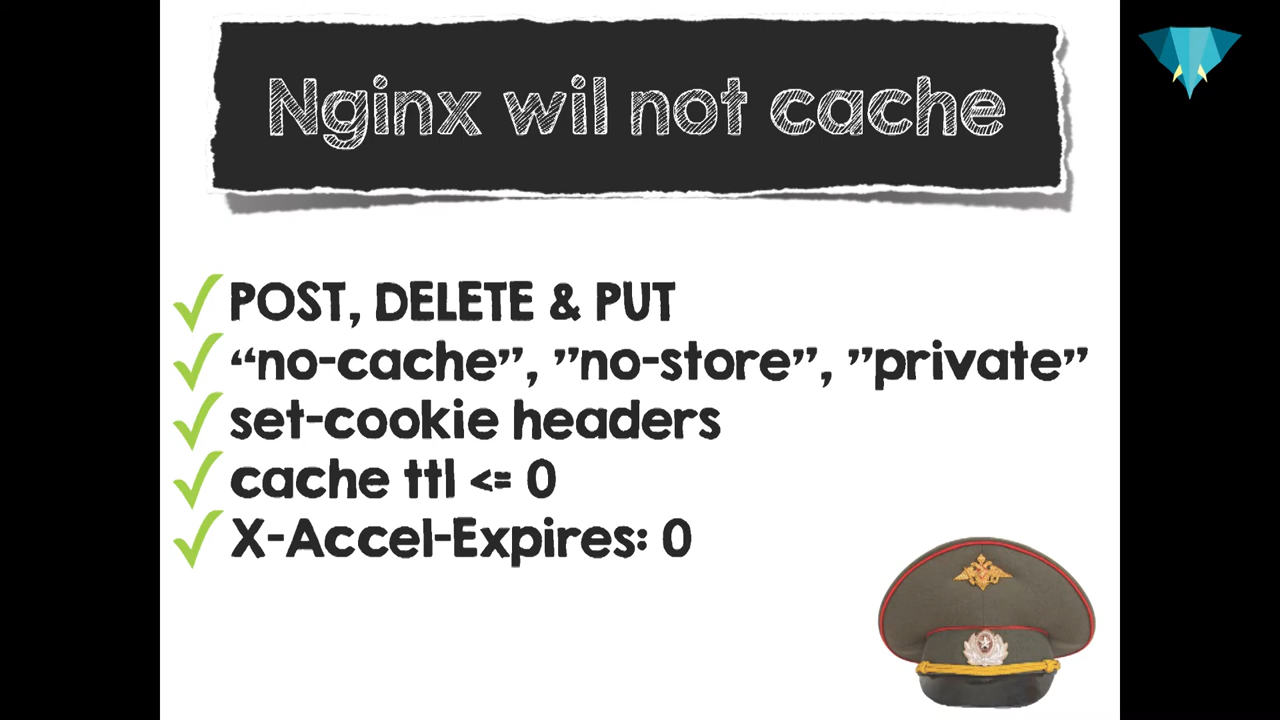 Nginx wil not cache
POST, DELETE & PUT
“no-cache”, ”no-store”, ”private”
set-cookie headers
cache ttl <= 0
X-Accel-Expires: 0